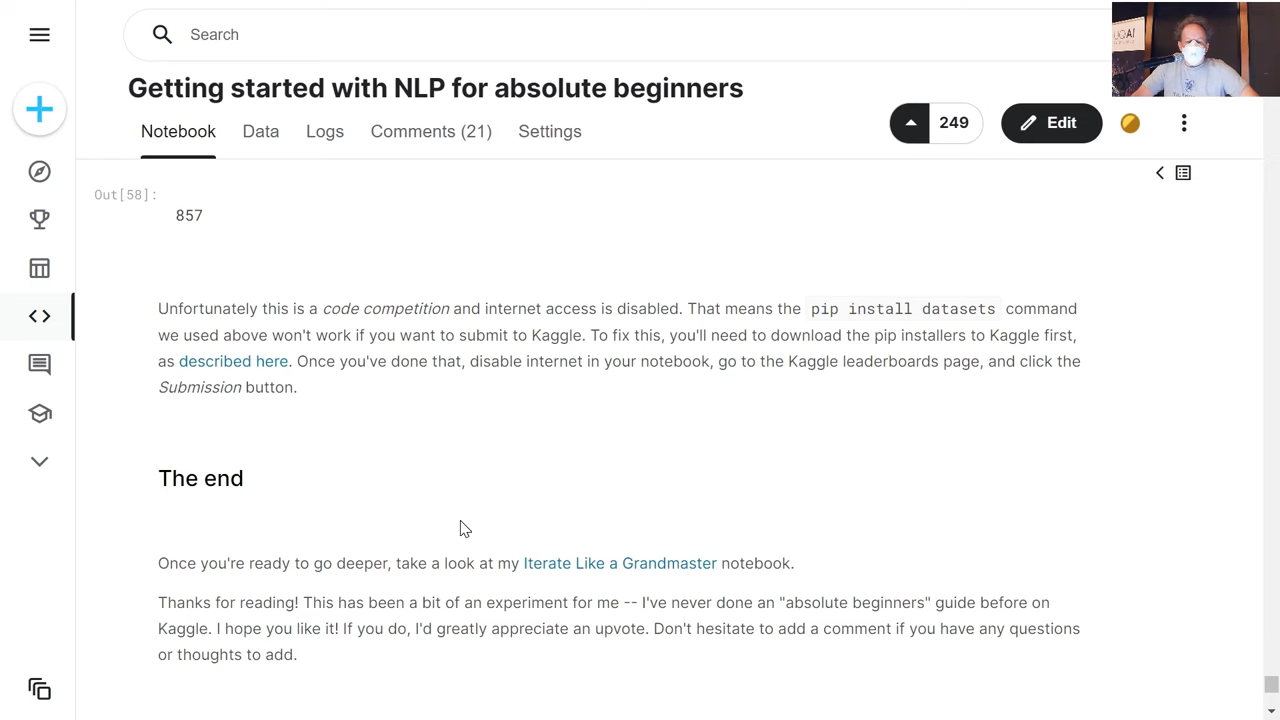 Search
Getting started with NLP for absolute beginners
Notebook
Data
Logs
Comments (21)
Settings
249
Edit
Out[58]:
857
Unfortunately this is a code competition and internet access is disabled. That means the pip install datasets command
we used above won't work if you want to submit to Kaggle. To fix this, you'll need to download the pip installers to Kaggle first,
as described here. Once you've done that, disable internet in your notebook, go to the Kaggle leaderboards page, and click the
Submission button.
The end
Once you're ready to go deeper, take a look at my Iterate Like a Grandmaster notebook.
Thanks for reading! This has been a bit of an experiment for me -- I've never done an "absolute beginners" guide before on
Kaggle. I hope you like it! If you do, I'd greatly appreciate an upvote. Don't hesitate to add a comment if you have any questions
or thoughts to add.